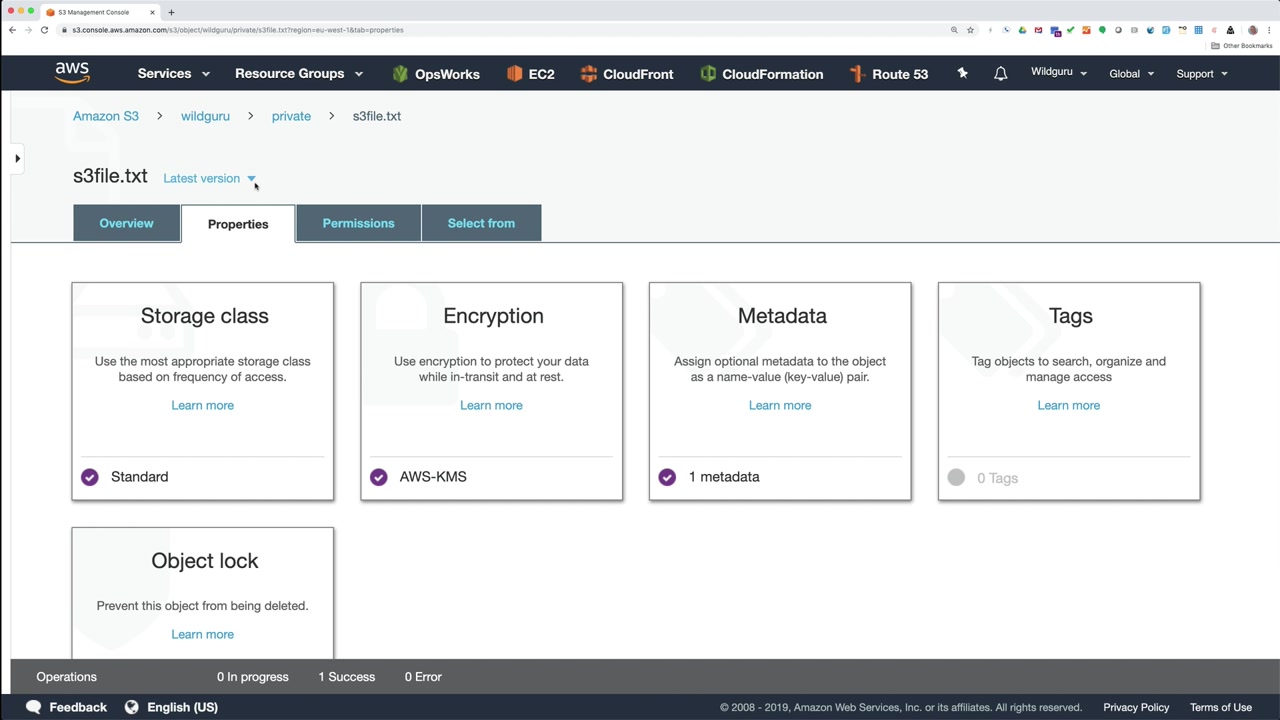 S3 Management Console
s3.console.aws.amazon.com/s3/object/wildguru/private/s3file.txt?region=eu-west-1&tab=properties
Other Bookmarks
aws Services Resource Groups OpsWorks EC2 CloudFront CloudFormation Route 53 Wildguru Global Support
Amazon S3 > wildguru > private > s3file.txt
s3file.txt Latest version
Overview Properties Permissions Select from
Storage class
Use the most appropriate storage class
based on frequency of access.
Learn more
Standard
Encryption
Use encryption to protect your data
while in-transit and at rest.
Learn more
AWS-KMS
Metadata
Assign optional metadata to the object
as a name-value (key-value) pair.
Learn more
1 metadata
Tags
Tag objects to search, organize and
manage access
Learn more
0 Tags
Object lock
Prevent this object from being deleted.
Learn more
Operations 0 In progress 1 Success 0 Error
Feedback English (US) © 2008 - 2019, Amazon Web Services, Inc. or its affiliates. All rights reserved. Privacy Policy Terms of Use